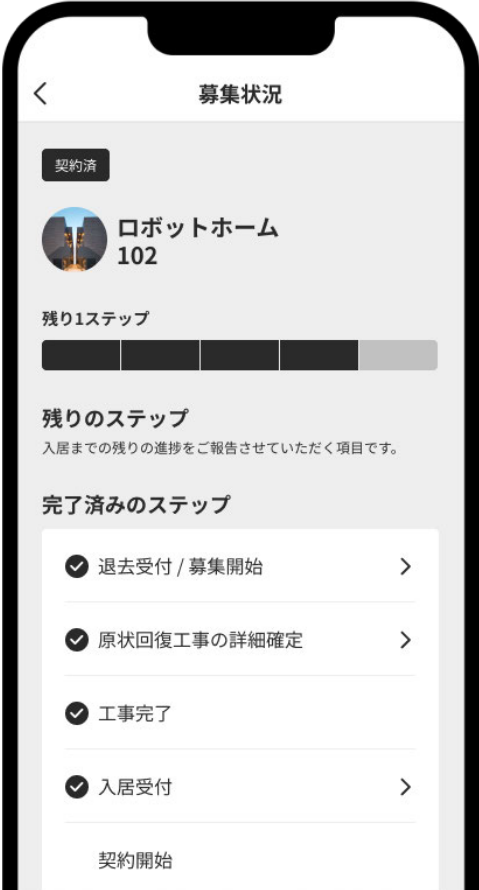 募集状況
契約済
ロボットホーム
102
残り1ステップ
残りのステップ
入居までの残りの進捗をご報告させていただく項目です。
完了済みのステップ
退去受付 / 募集開始
原状回復工事の詳細確定
工事完了
入居受付
契約開始